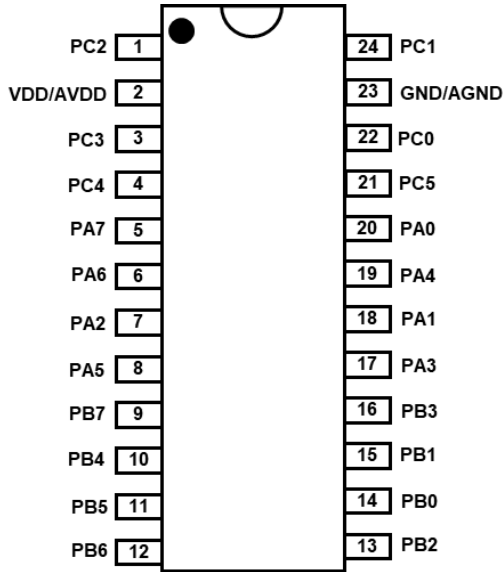 PC2 1 24 PC1
VDD/AVDD 2 23 GND/AGND
PC3 3 22 PC0
PC4 4 21 PC5
PA7 5 20 PA0
PA6 6 19 PA4
PA2 7 18 PA1
PA5 8 17 PA3
PB7 9 16 PB3
PB4 10 15 PB1
PB5 11 14 PB0
PB6 12 13 PB2